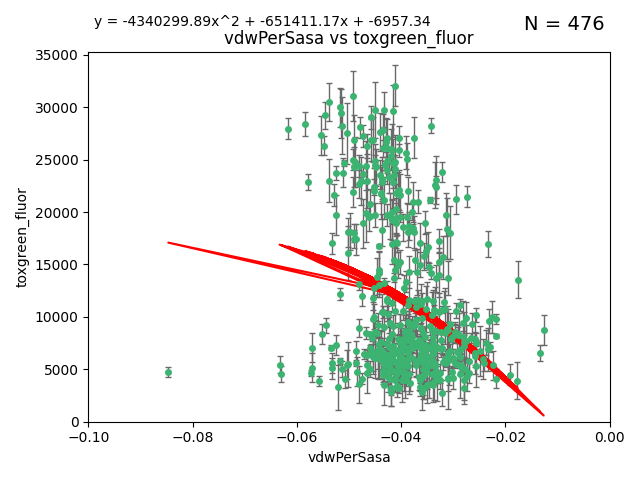 y = -4340299.89x^2 + -651411.17x + -6957.34
N = 476
vdwPerSasa vs toxgreen_fluor
35000
30000
25000
20000
15000
10000
5000
0
toxgreen_fluor
−0.10
−0.08
−0.06
−0.04
−0.02
0.00
vdwPerSasa